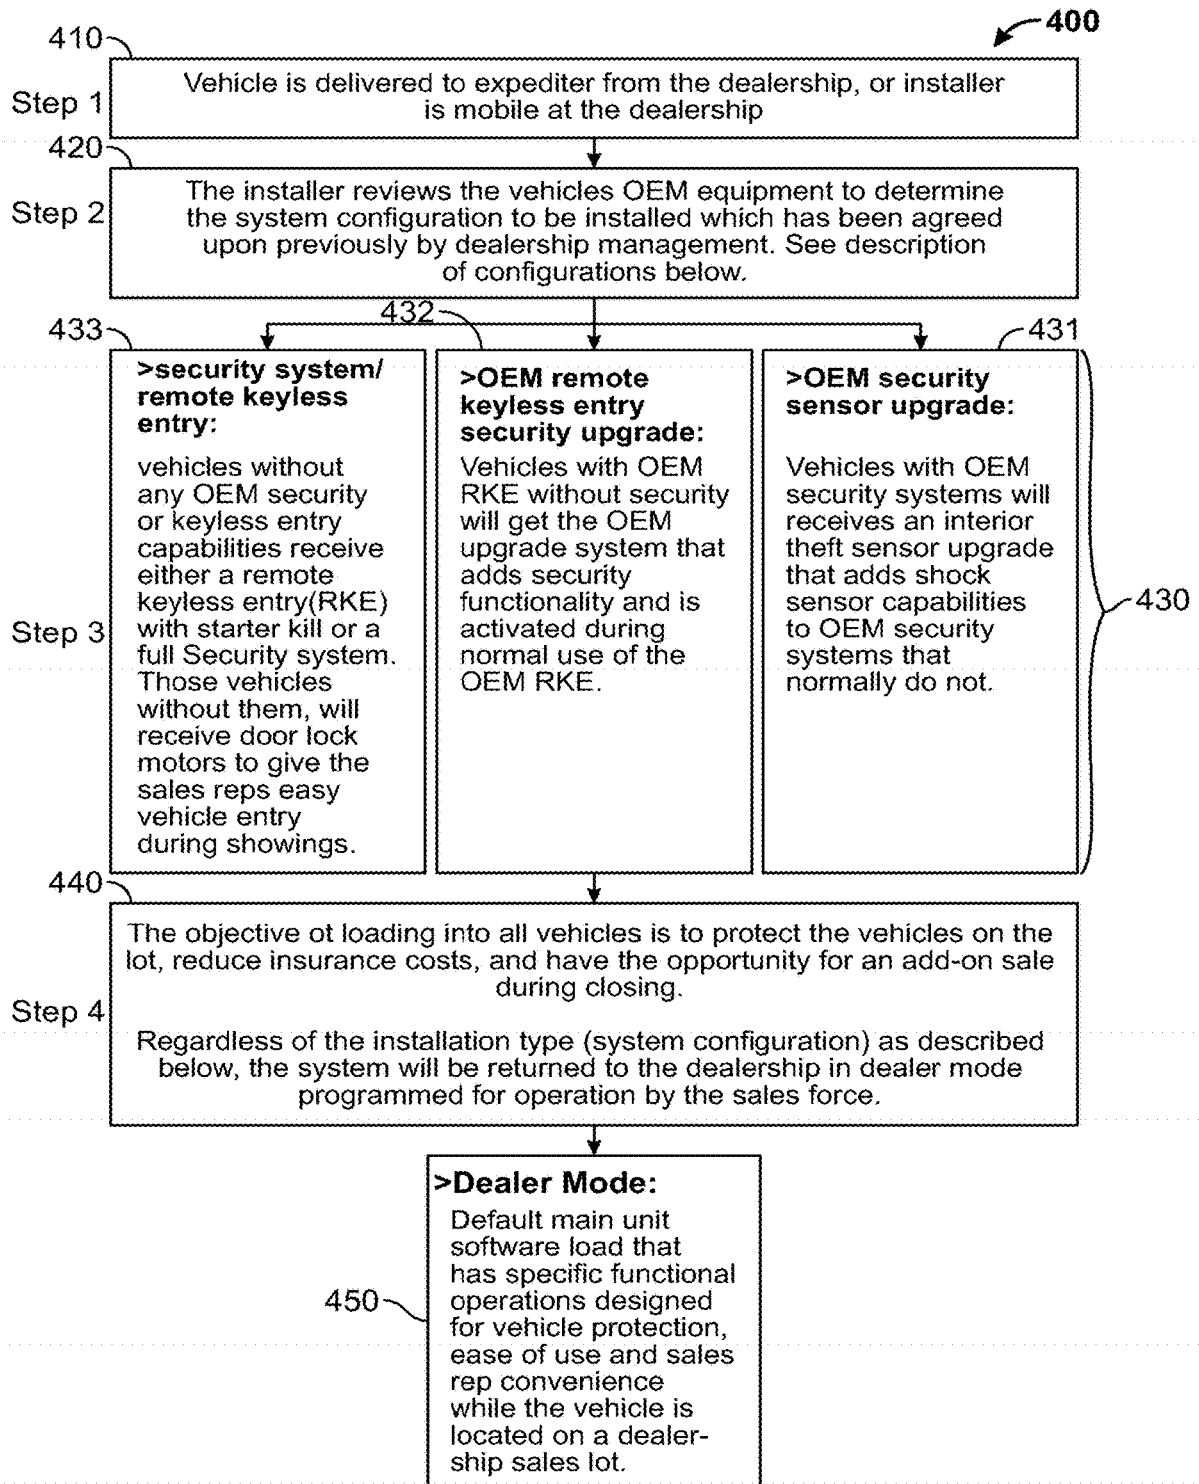 400
410
Step 1
Vehicle is delivered to expediter from the dealership, or installer
is mobile at the dealership
420
Step 2
The installer reviews the vehicles OEM equipment to determine
the system configuration to be installed which has been agreed
upon previously by dealership management. See description
of configurations below.
433
432
431
Step 3
>security system/
remote keyless
entry:
vehicles without
any OEM security
or keyless entry
capabilities receive
either a remote
keyless entry(RKE)
with starter kill or a
full Security system.
Those vehicles
without them, will
receive door lock
motors to give the
sales reps easy
vehicle entry
during showings.
>OEM remote
keyless entry
security upgrade:
Vehicles with OEM
RKE without security
will get the OEM
upgrade system that
adds security
functionality and is
activated during
normal use of the
OEM RKE.
>OEM security
sensor upgrade:
Vehicles with OEM
security systems will
receives an interior
theft sensor upgrade
that adds shock
sensor capabilities
to OEM security
systems that
normally do not.
430
440
Step 4
The objective ot loading into all vehicles is to protect the vehicles on the
lot, reduce insurance costs, and have the opportunity for an add-on sale
during closing.
Regardless of the installation type (system configuration) as described
below, the system will be returned to the dealership in dealer mode
programmed for operation by the sales force.
450
>Dealer Mode:
Default main unit
software load that
has specific functional
operations designed
for vehicle protection,
ease of use and sales
rep convenience
while the vehicle is
located on a dealer-
ship sales lot.